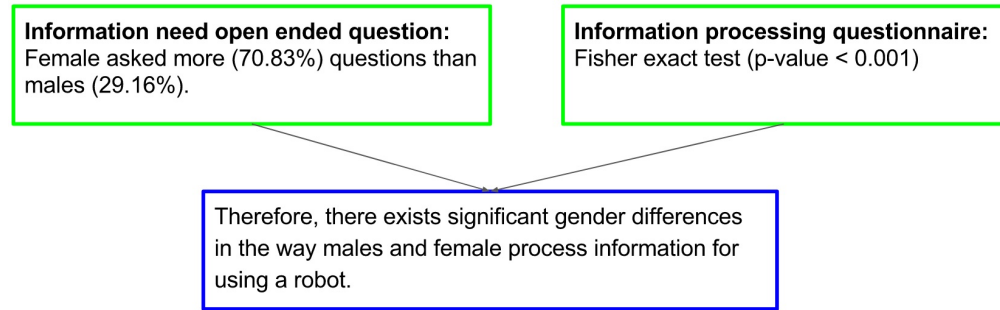 Information need open ended question:
Female asked more (70.83%) questions than
males (29.16%).
Information processing questionnaire:
Fisher exact test (p-value < 0.001)
Therefore, there exists significant gender differences
in the way males and female process information for
using a robot.